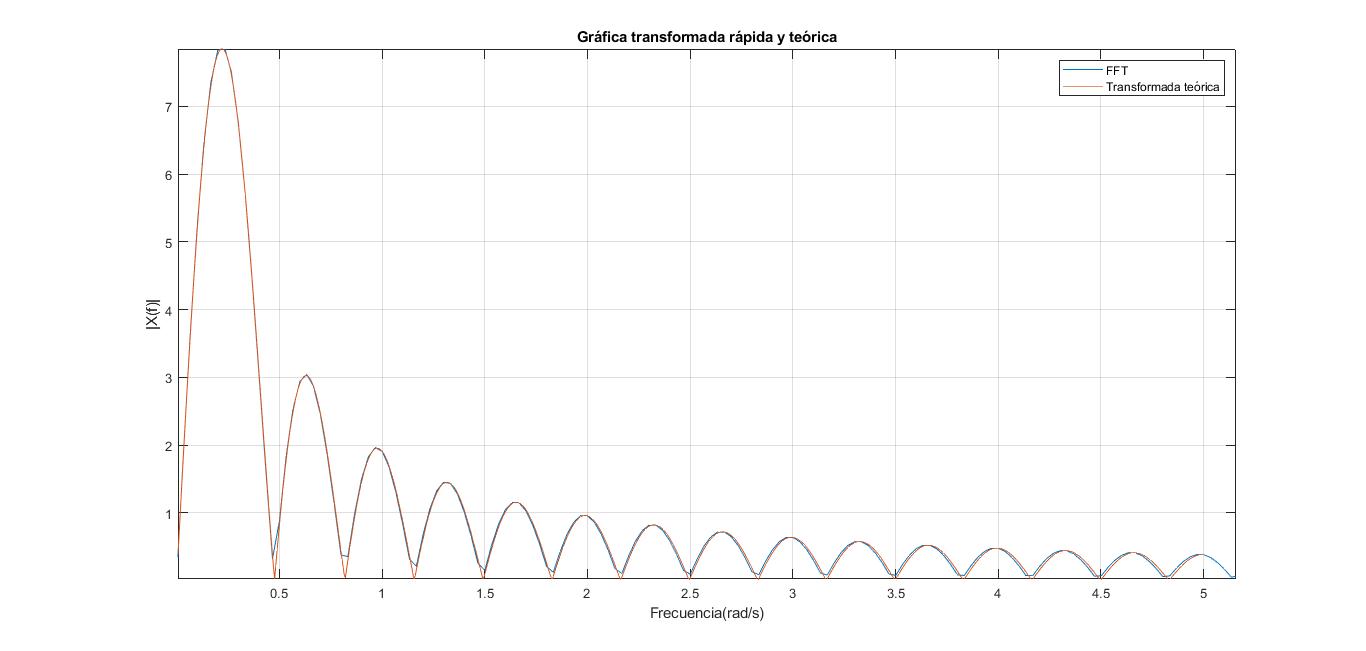 Gráfica transformada rápida y teórica
FFT
Transformada teórica
7
6
5
4
3
2
1
|X(f)|
0.5 1 1.5 2 2.5 3 3.5 4 4.5 5
Frecuencia(rad/s)